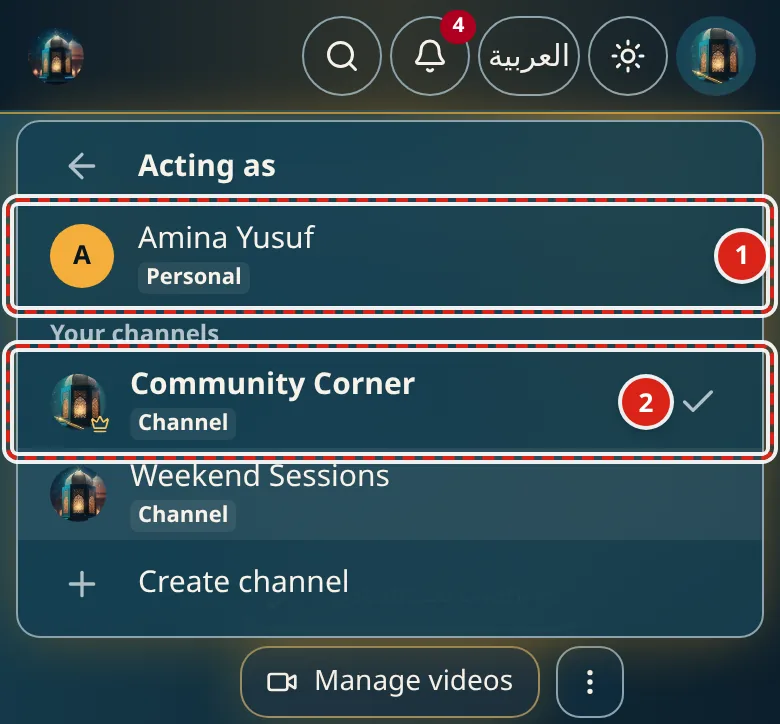 4
العربية
Acting as
A
Amina Yusuf
Personal
1
Your channels
Community Corner
Channel
2
Weekend Sessions
Channel
Create channel
Manage videos